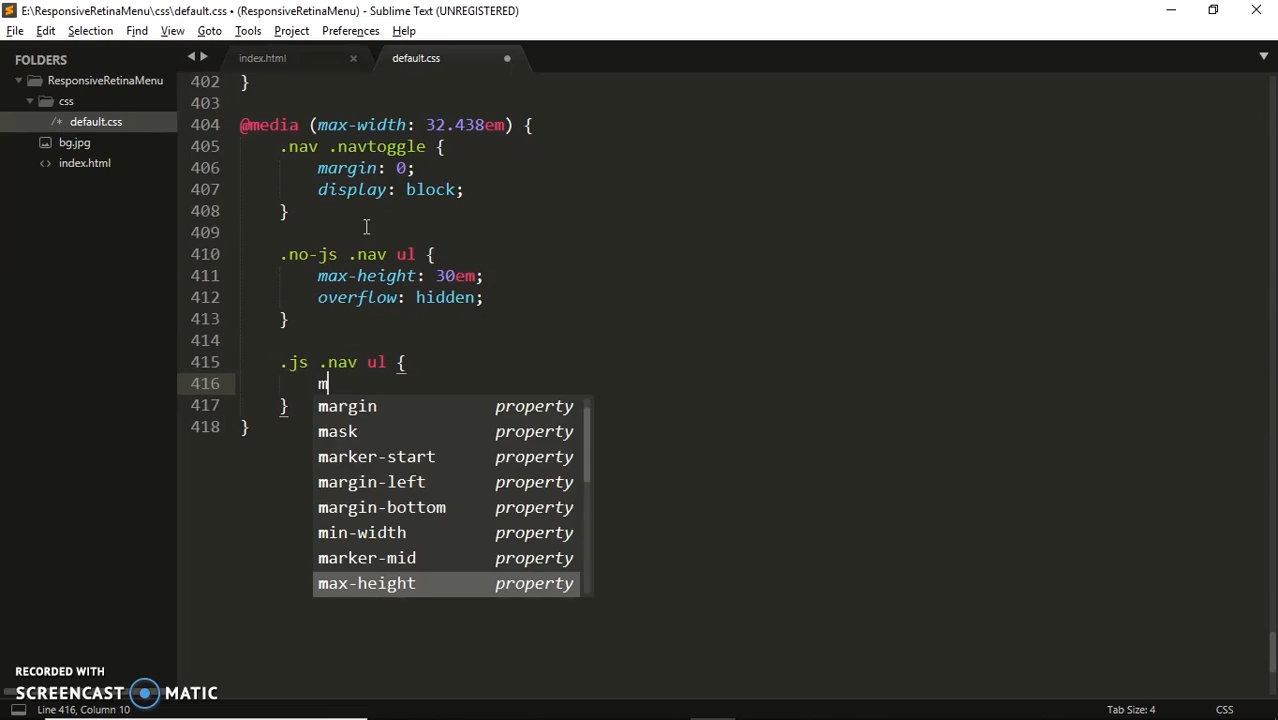 E:\ResponsiveRetinaMenu\css\default.css • (ResponsiveRetinaMenu) - Sublime Text (UNREGISTERED)
File Edit Selection Find View Goto Tools Project Preferences Help
FOLDERS
ResponsiveRetinaMenu
css
/* default.css
bg.jpg
<> index.html
index.html × default.css
402 }
403
404 @media (max-width: 32.438em) {
405 .nav .navtoggle {
406 margin: 0;
407 display: block;
408 }
409
410 .no-js .nav ul {
411 max-height: 30em;
412 overflow: hidden;
413 }
414
415 .js .nav ul {
416 m
417 }
418 }
margin property
mask property
marker-start property
margin-left property
margin-bottom property
min-width property
marker-mid property
max-height property
RECORDED WITH
SCREENCAST MATIC
Line 416, Column 10 Tab Size: 4 CSS